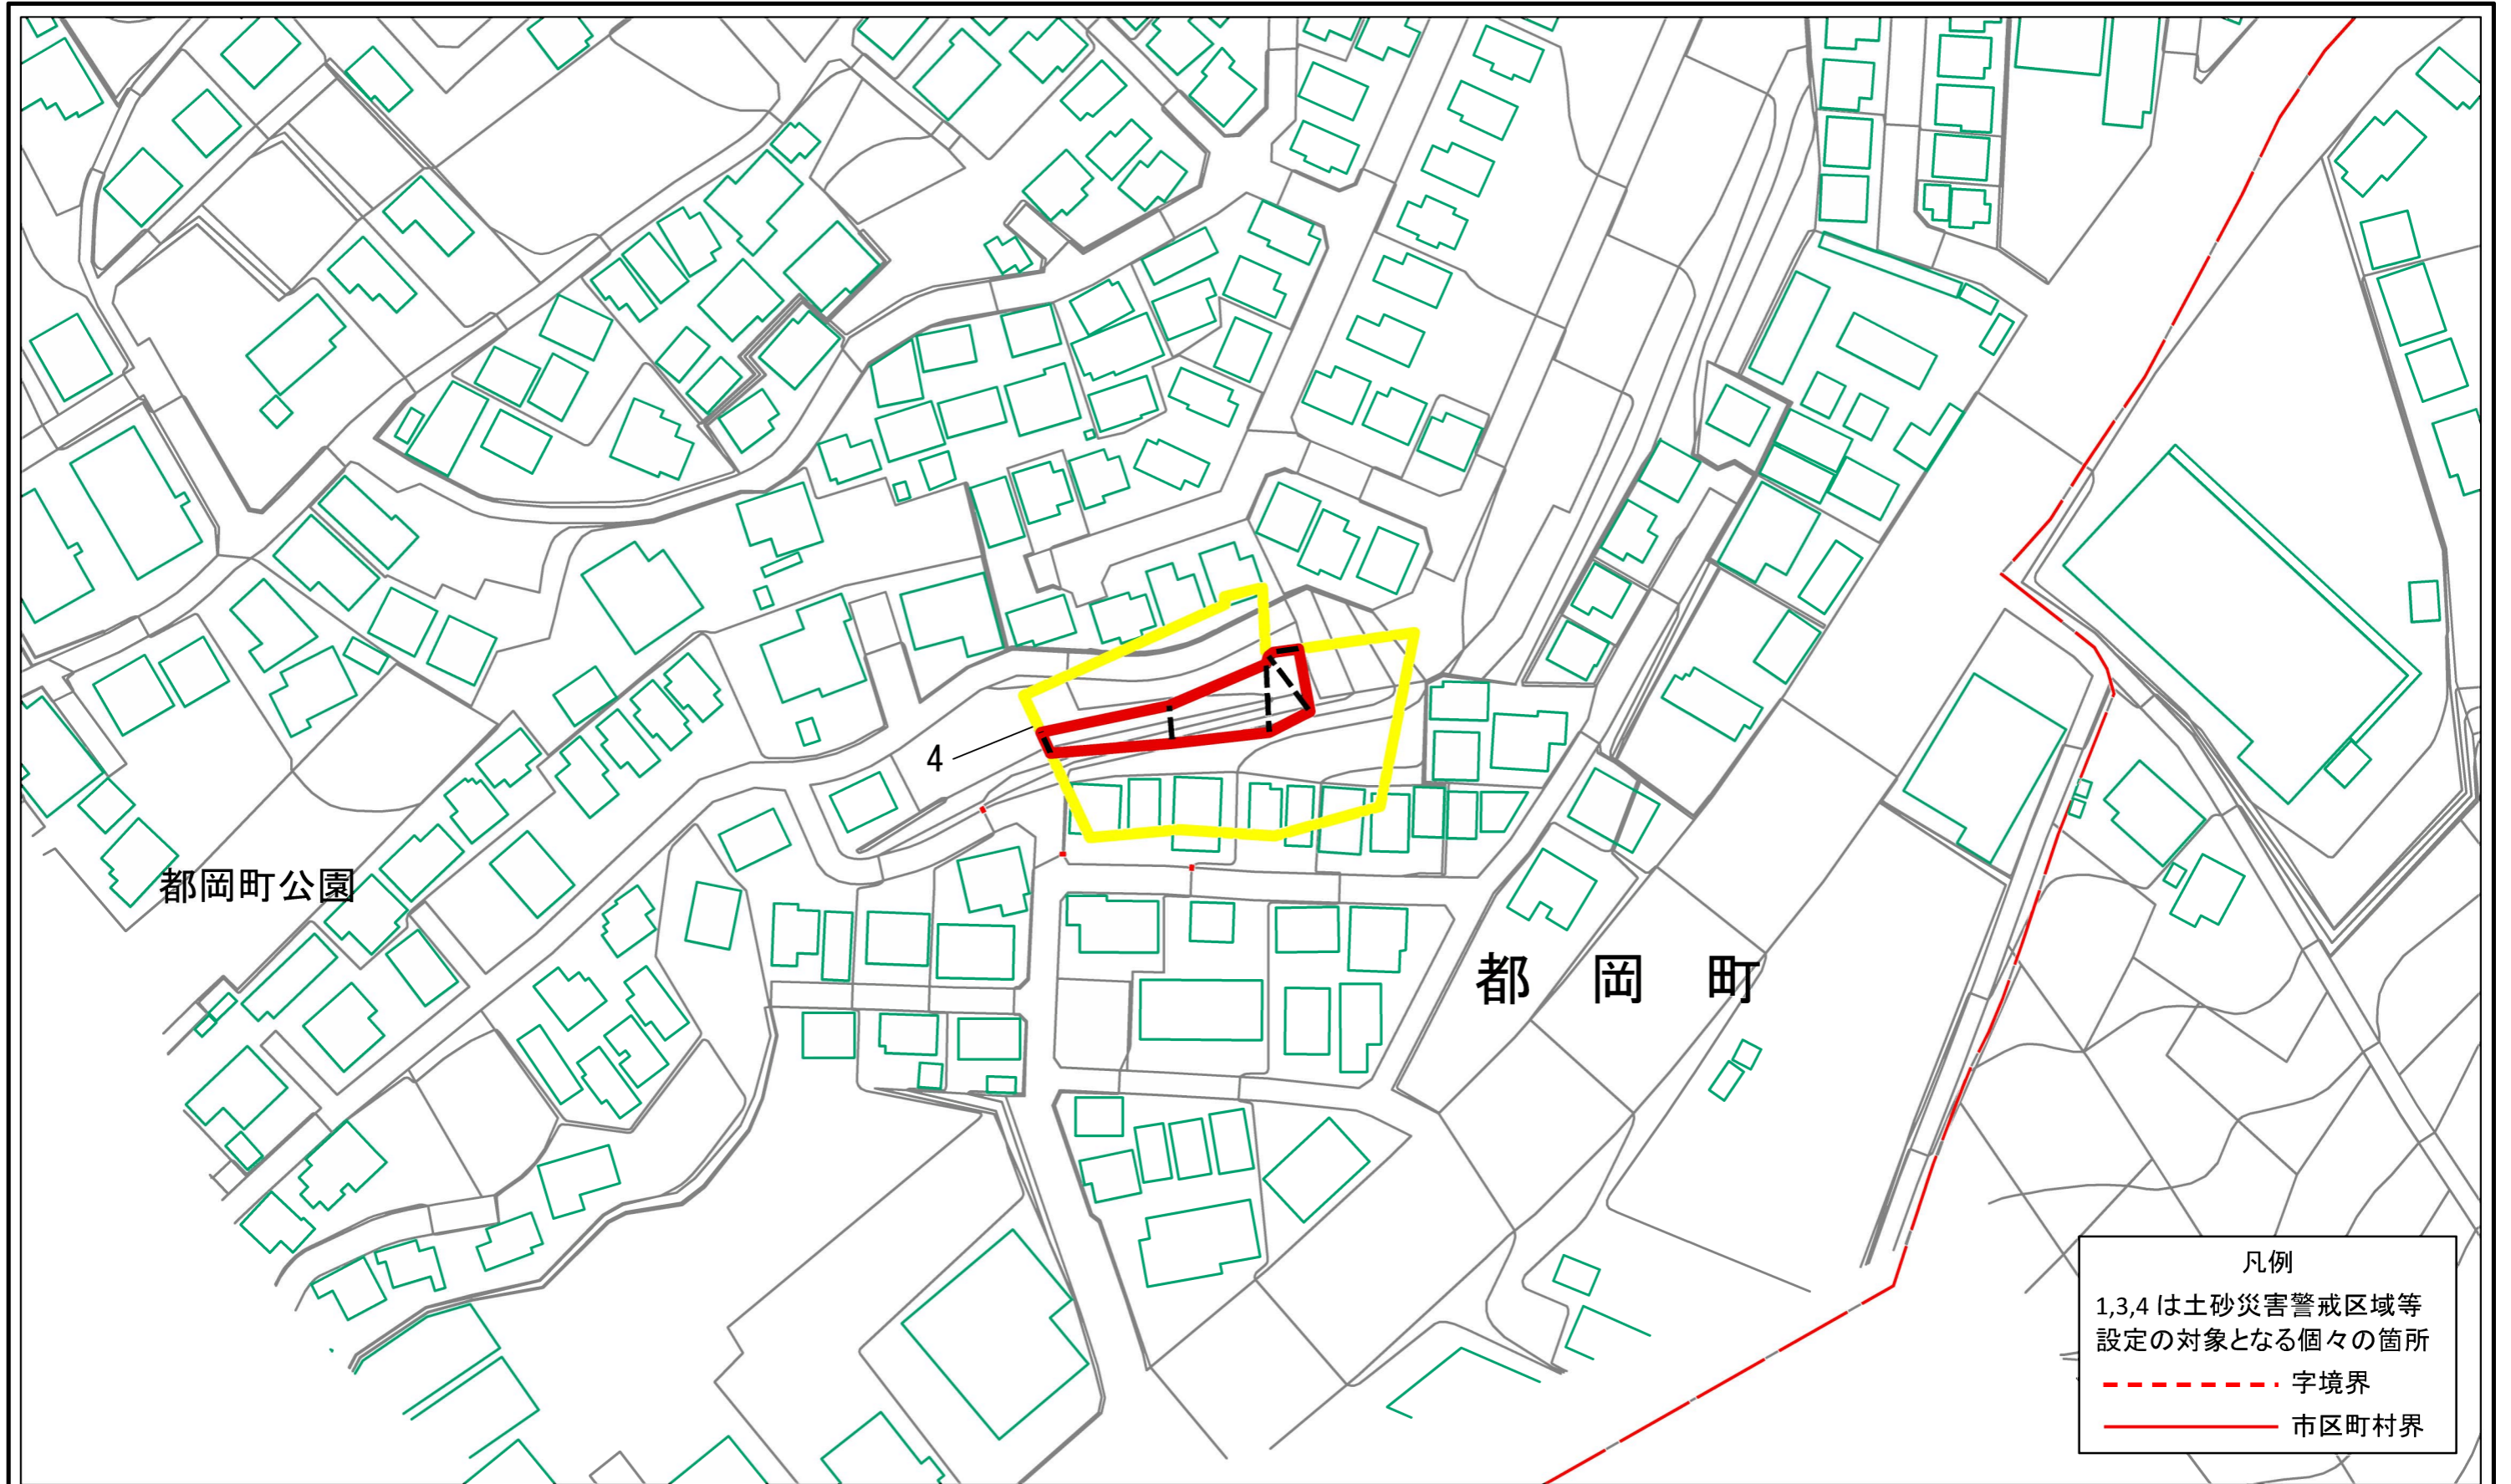 4
都岡町公園
都岡町
凡例
1,3,4 は土砂災害警戒区域等
設定の対象となる個々の箇所
字境界
市区町村界